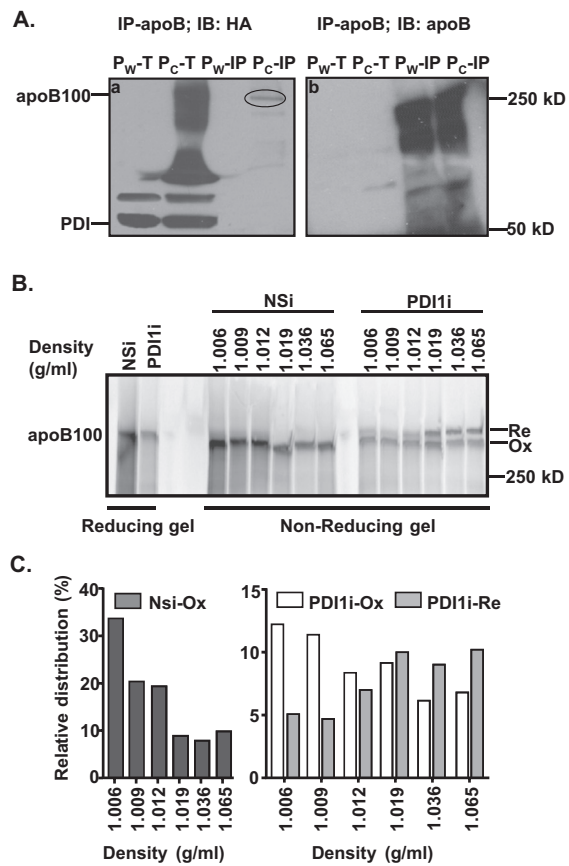 A.
IP-apoB; IB: HA
IP-apoB; IB: apoB
PW-T PC-T PW-IP PC-IP
PW-T PC-T PW-IP PC-IP
a
b
apoB100
PDI
250 kD
50 kD
B.
NSi
PDI1i
Density
(g/ml)
NSi
PDI1i
1.006
1.009
1.012
1.019
1.036
1.065
1.006
1.009
1.012
1.019
1.036
1.065
apoB100
Re
Ox
250 kD
Reducing gel
Non-Reducing gel
C.
Relative distribution (%)
40
30
20
10
0
Nsi-Ox
1.006
1.009
1.012
1.019
1.036
1.065
Density (g/ml)
15
10
5
0
PDI1i-Ox
PDI1i-Re
1.006
1.009
1.012
1.019
1.036
1.065
Density (g/ml)